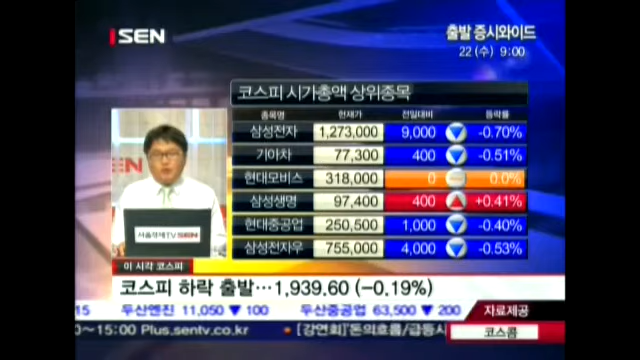 SEN
출발 증시와이드
22 (수) 9:00
코스피 시가총액 상위종목
종목명 현재가 전일대비 등락률
삼성전자 1,273,000 9,000 ▼ -0.70%
기아차 77,300 400 ▼ -0.51%
현대모비스 318,000 0 - 0.0%
삼성생명 97,400 400 ▲ +0.41%
현대중공업 250,500 1,000 ▼ -0.40%
삼성전자우 755,000 4,000 ▼ -0.53%
SEN
서울경제TV SEN
이 시각 코스피
코스피 하락 출발…1,939.60 (-0.19%)
15 두산엔진 11,050 ▼ 100 두산중공업 63,500 ▼ 200 자료제공
0~15:00 Plus.sentv.co.kr •[강연회]'돈의흐름/급등시 코스콤